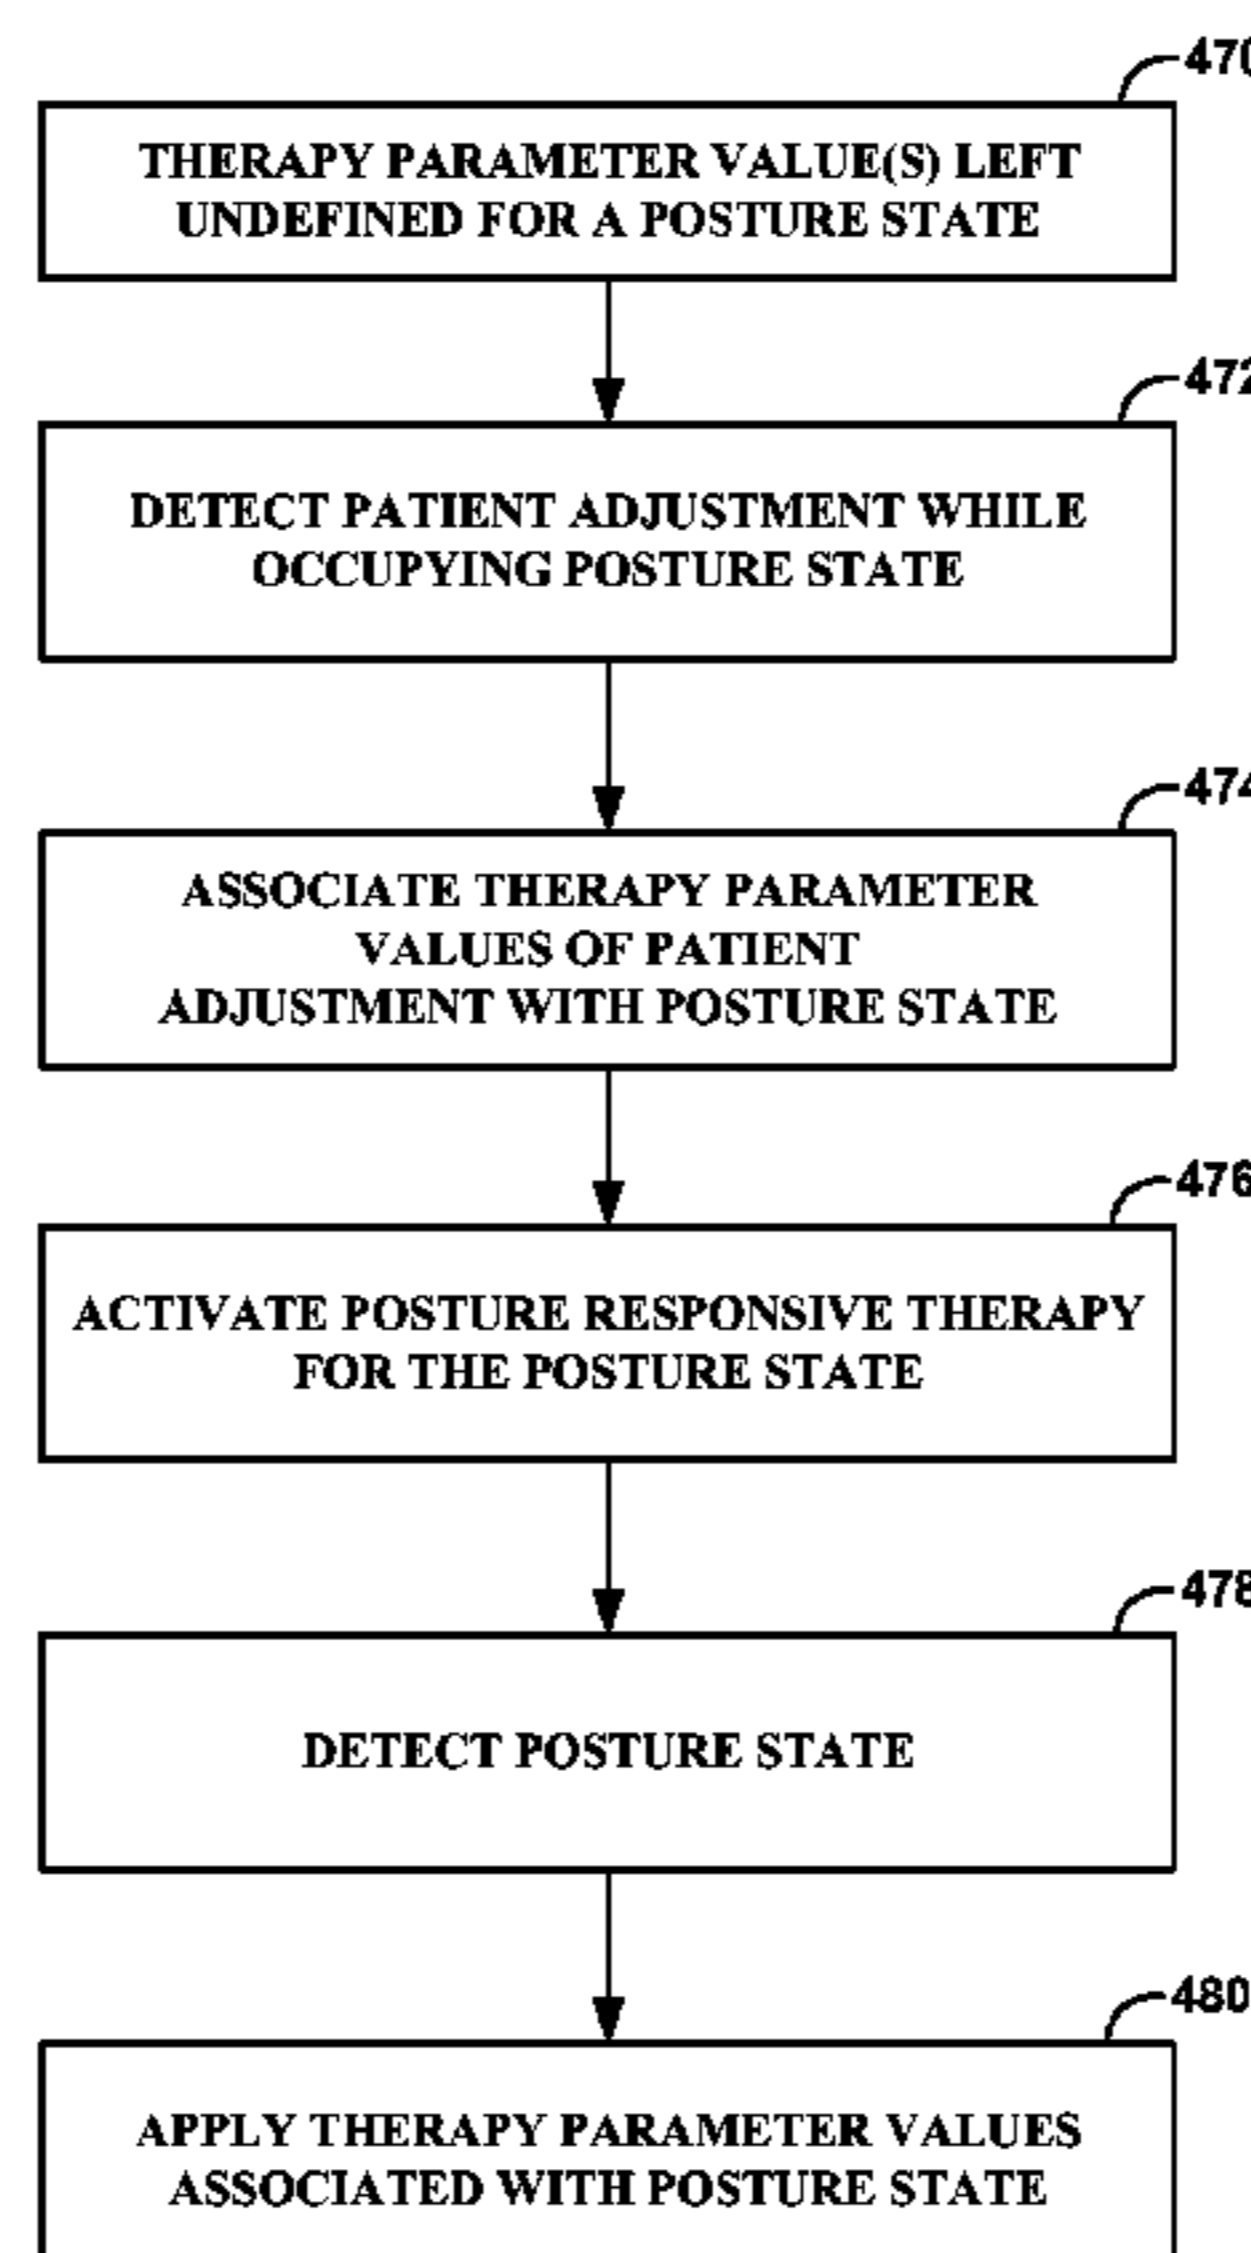 470
THERAPY PARAMETER VALUE(S) LEFT
UNDEFINED FOR A POSTURE STATE
472
DETECT PATIENT ADJUSTMENT WHILE
OCCUPYING POSTURE STATE
474
ASSOCIATE THERAPY PARAMETER
VALUES OF PATIENT
ADJUSTMENT WITH POSTURE STATE
476
ACTIVATE POSTURE RESPONSIVE THERAPY
FOR THE POSTURE STATE
478
DETECT POSTURE STATE
480
APPLY THERAPY PARAMETER VALUES
ASSOCIATED WITH POSTURE STATE